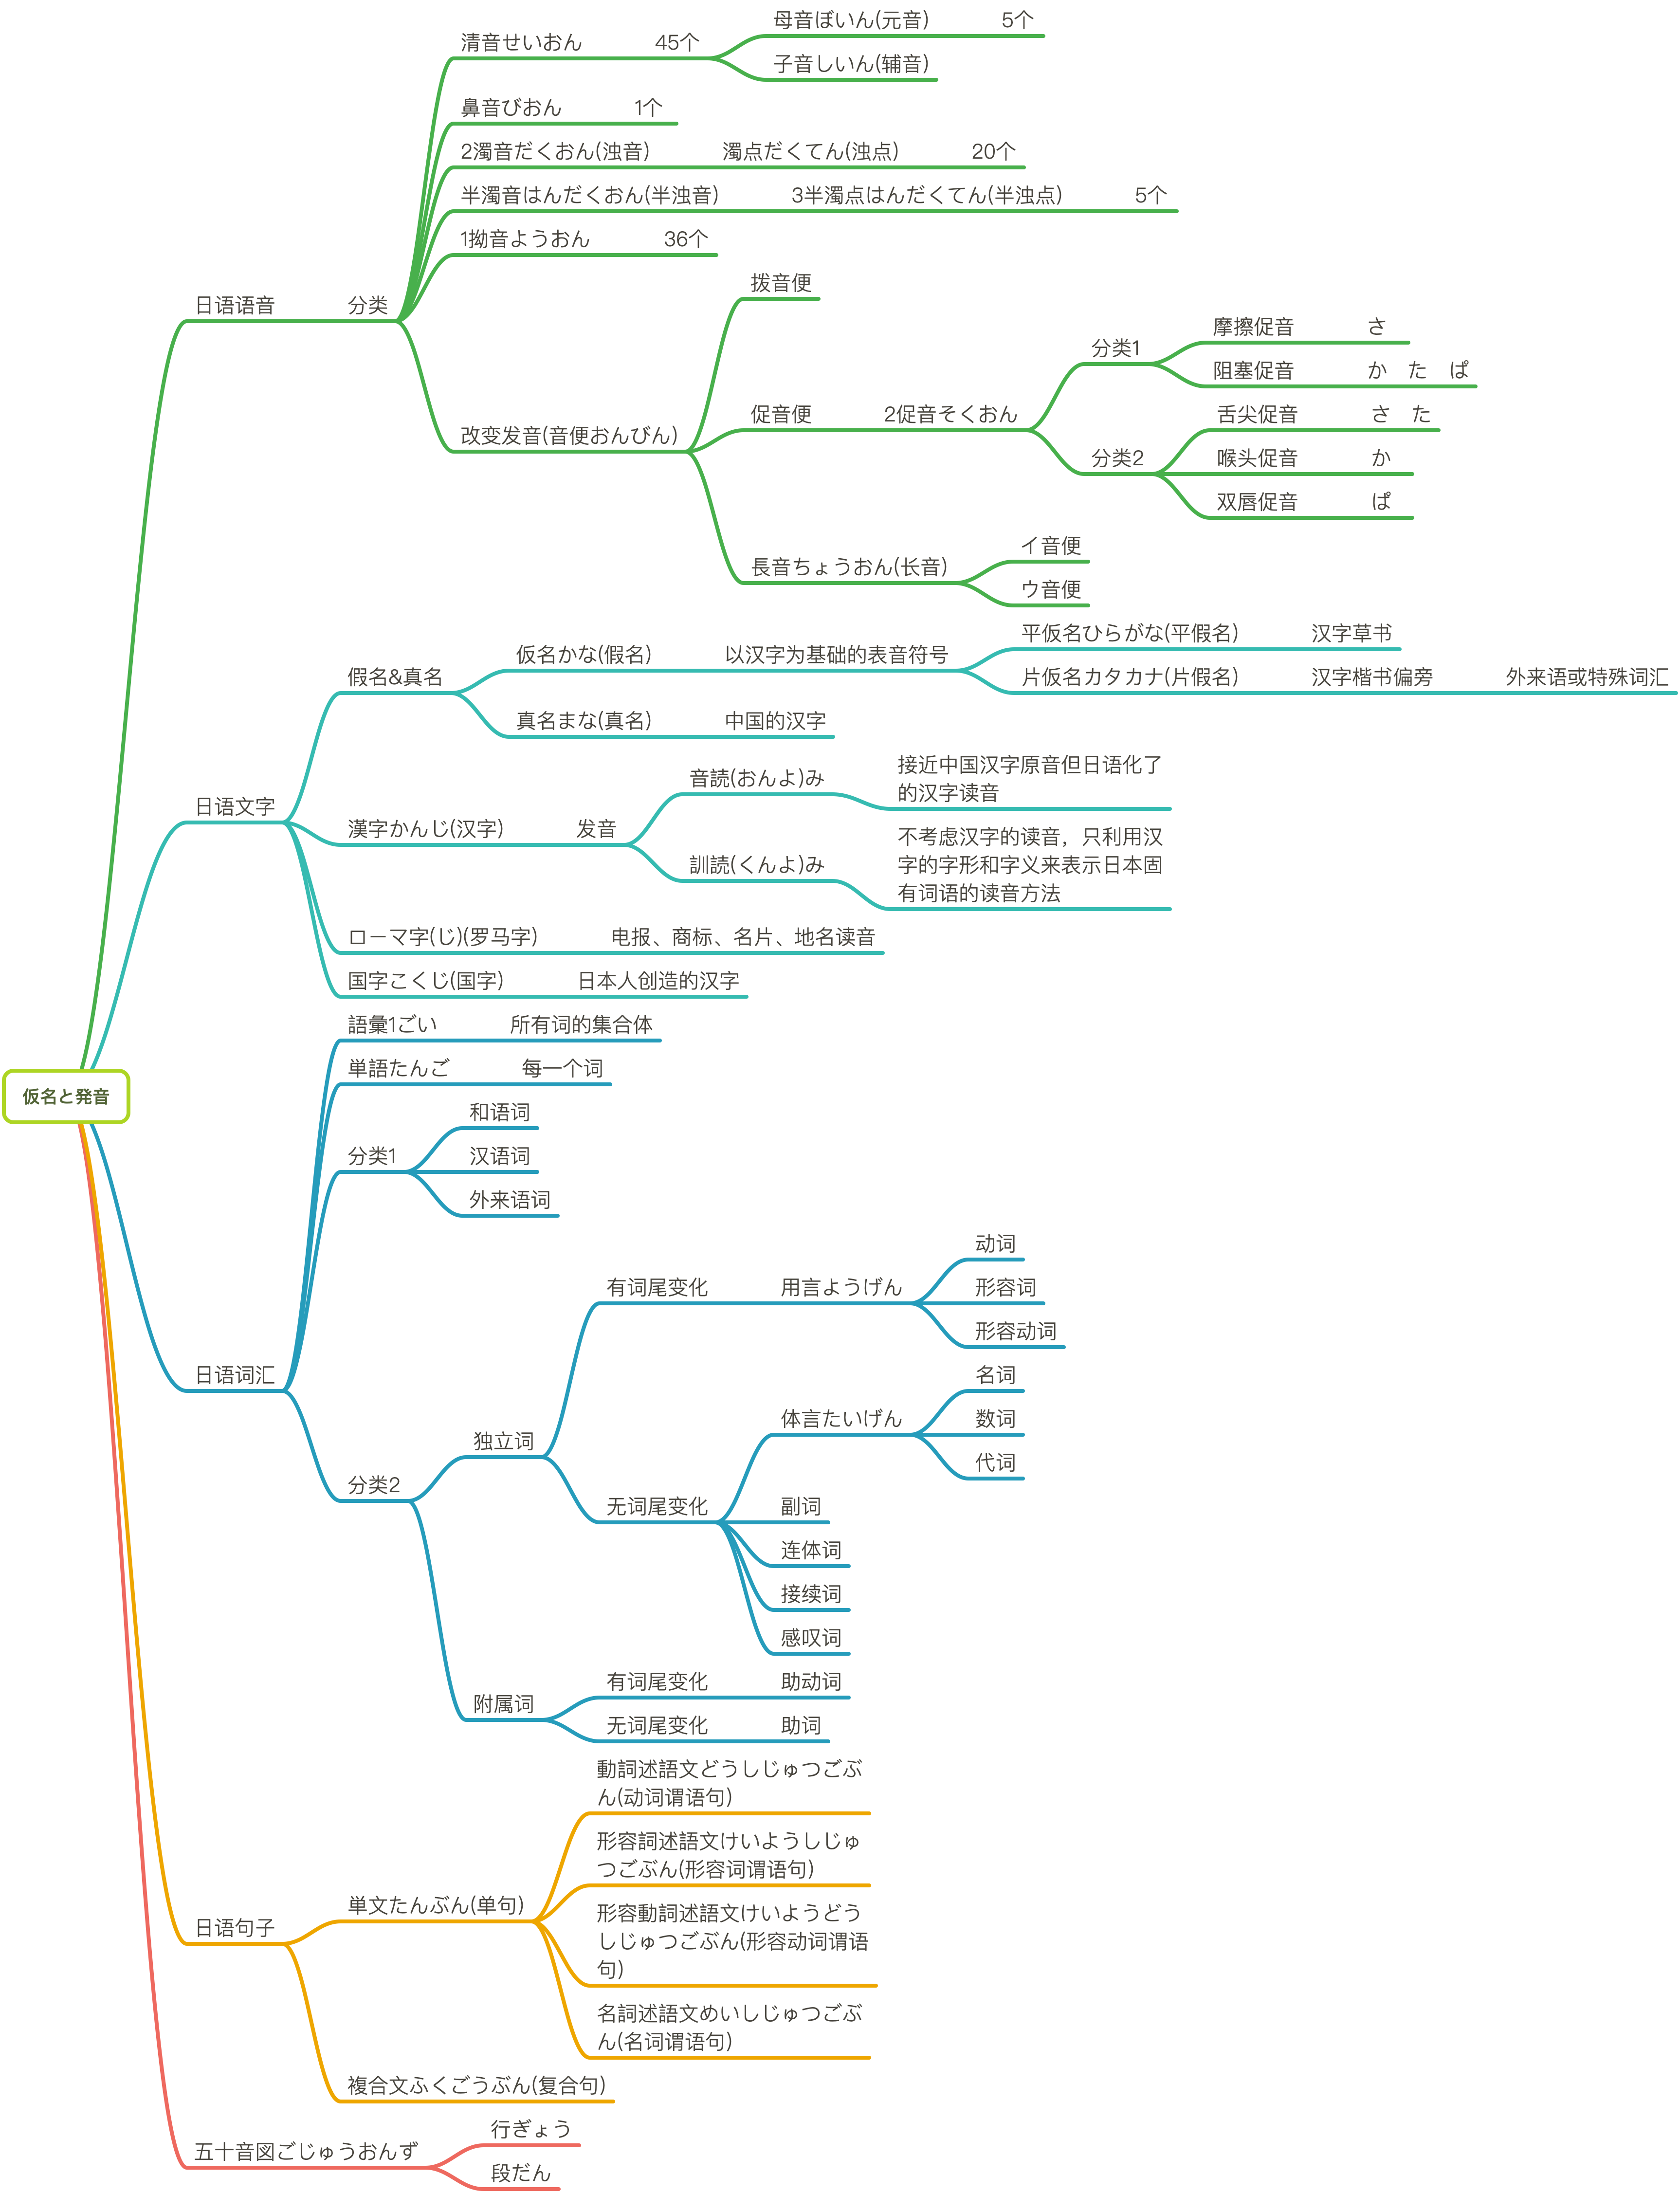 仮名と発音
日语语音
分类
清音せいおん
45个
母音ぼいん(元音)
5个
子音しいん(辅音)
鼻音びおん
1个
2濁音だくおん(浊音)
濁点だくてん(浊点)
20个
半濁音はんだくおん(半浊音)
3半濁点はんだくてん(半浊点)
5个
1拗音ようおん
36个
改变发音(音便おんびん)
拨音便
促音便
2促音そくおん
分类1
摩擦促音
さ
阻塞促音
か た ぱ
分类2
舌尖促音
さ た
喉头促音
か
双唇促音
ぱ
長音ちょうおん(长音)
イ音便
ウ音便
日语文字
假名&真名
仮名かな(假名)
以汉字为基础的表音符号
平仮名ひらがな(平假名)
汉字草书
片仮名カタカナ(片假名)
汉字楷书偏旁
外来语或特殊词汇
真名まな(真名)
中国的汉字
漢字かんじ(汉字)
发音
音読(おんよ)み
接近中国汉字原音但日语化了
的汉字读音
訓読(くんよ)み
不考虑汉字的读音，只利用汉
字的字形和字义来表示日本固
有词语的读音方法
ローマ字(じ)(罗马字)
电报、商标、名片、地名读音
国字こくじ(国字)
日本人创造的汉字
日语词汇
語彙1ごい
所有词的集合体
単語たんご
每一个词
分类1
和语词
汉语词
外来语词
分类2
独立词
有词尾变化
用言ようげん
动词
形容词
形容动词
无词尾变化
体言たいげん
名词
数词
代词
副词
连体词
接续词
感叹词
附属词
有词尾变化
助动词
无词尾变化
助词
日语句子
単文たんぶん(单句)
動詞述語文どうしじゅつごぶ
ん(动词谓语句)
形容詞述語文けいようしじゅ
つごぶん(形容词谓语句)
形容動詞述語文けいようどう
しじゅつごぶん(形容动词谓语
句)
名詞述語文めいしじゅつごぶ
ん(名词谓语句)
複合文ふくごうぶん(复合句)
五十音図ごじゅうおんず
行ぎょう
段だん